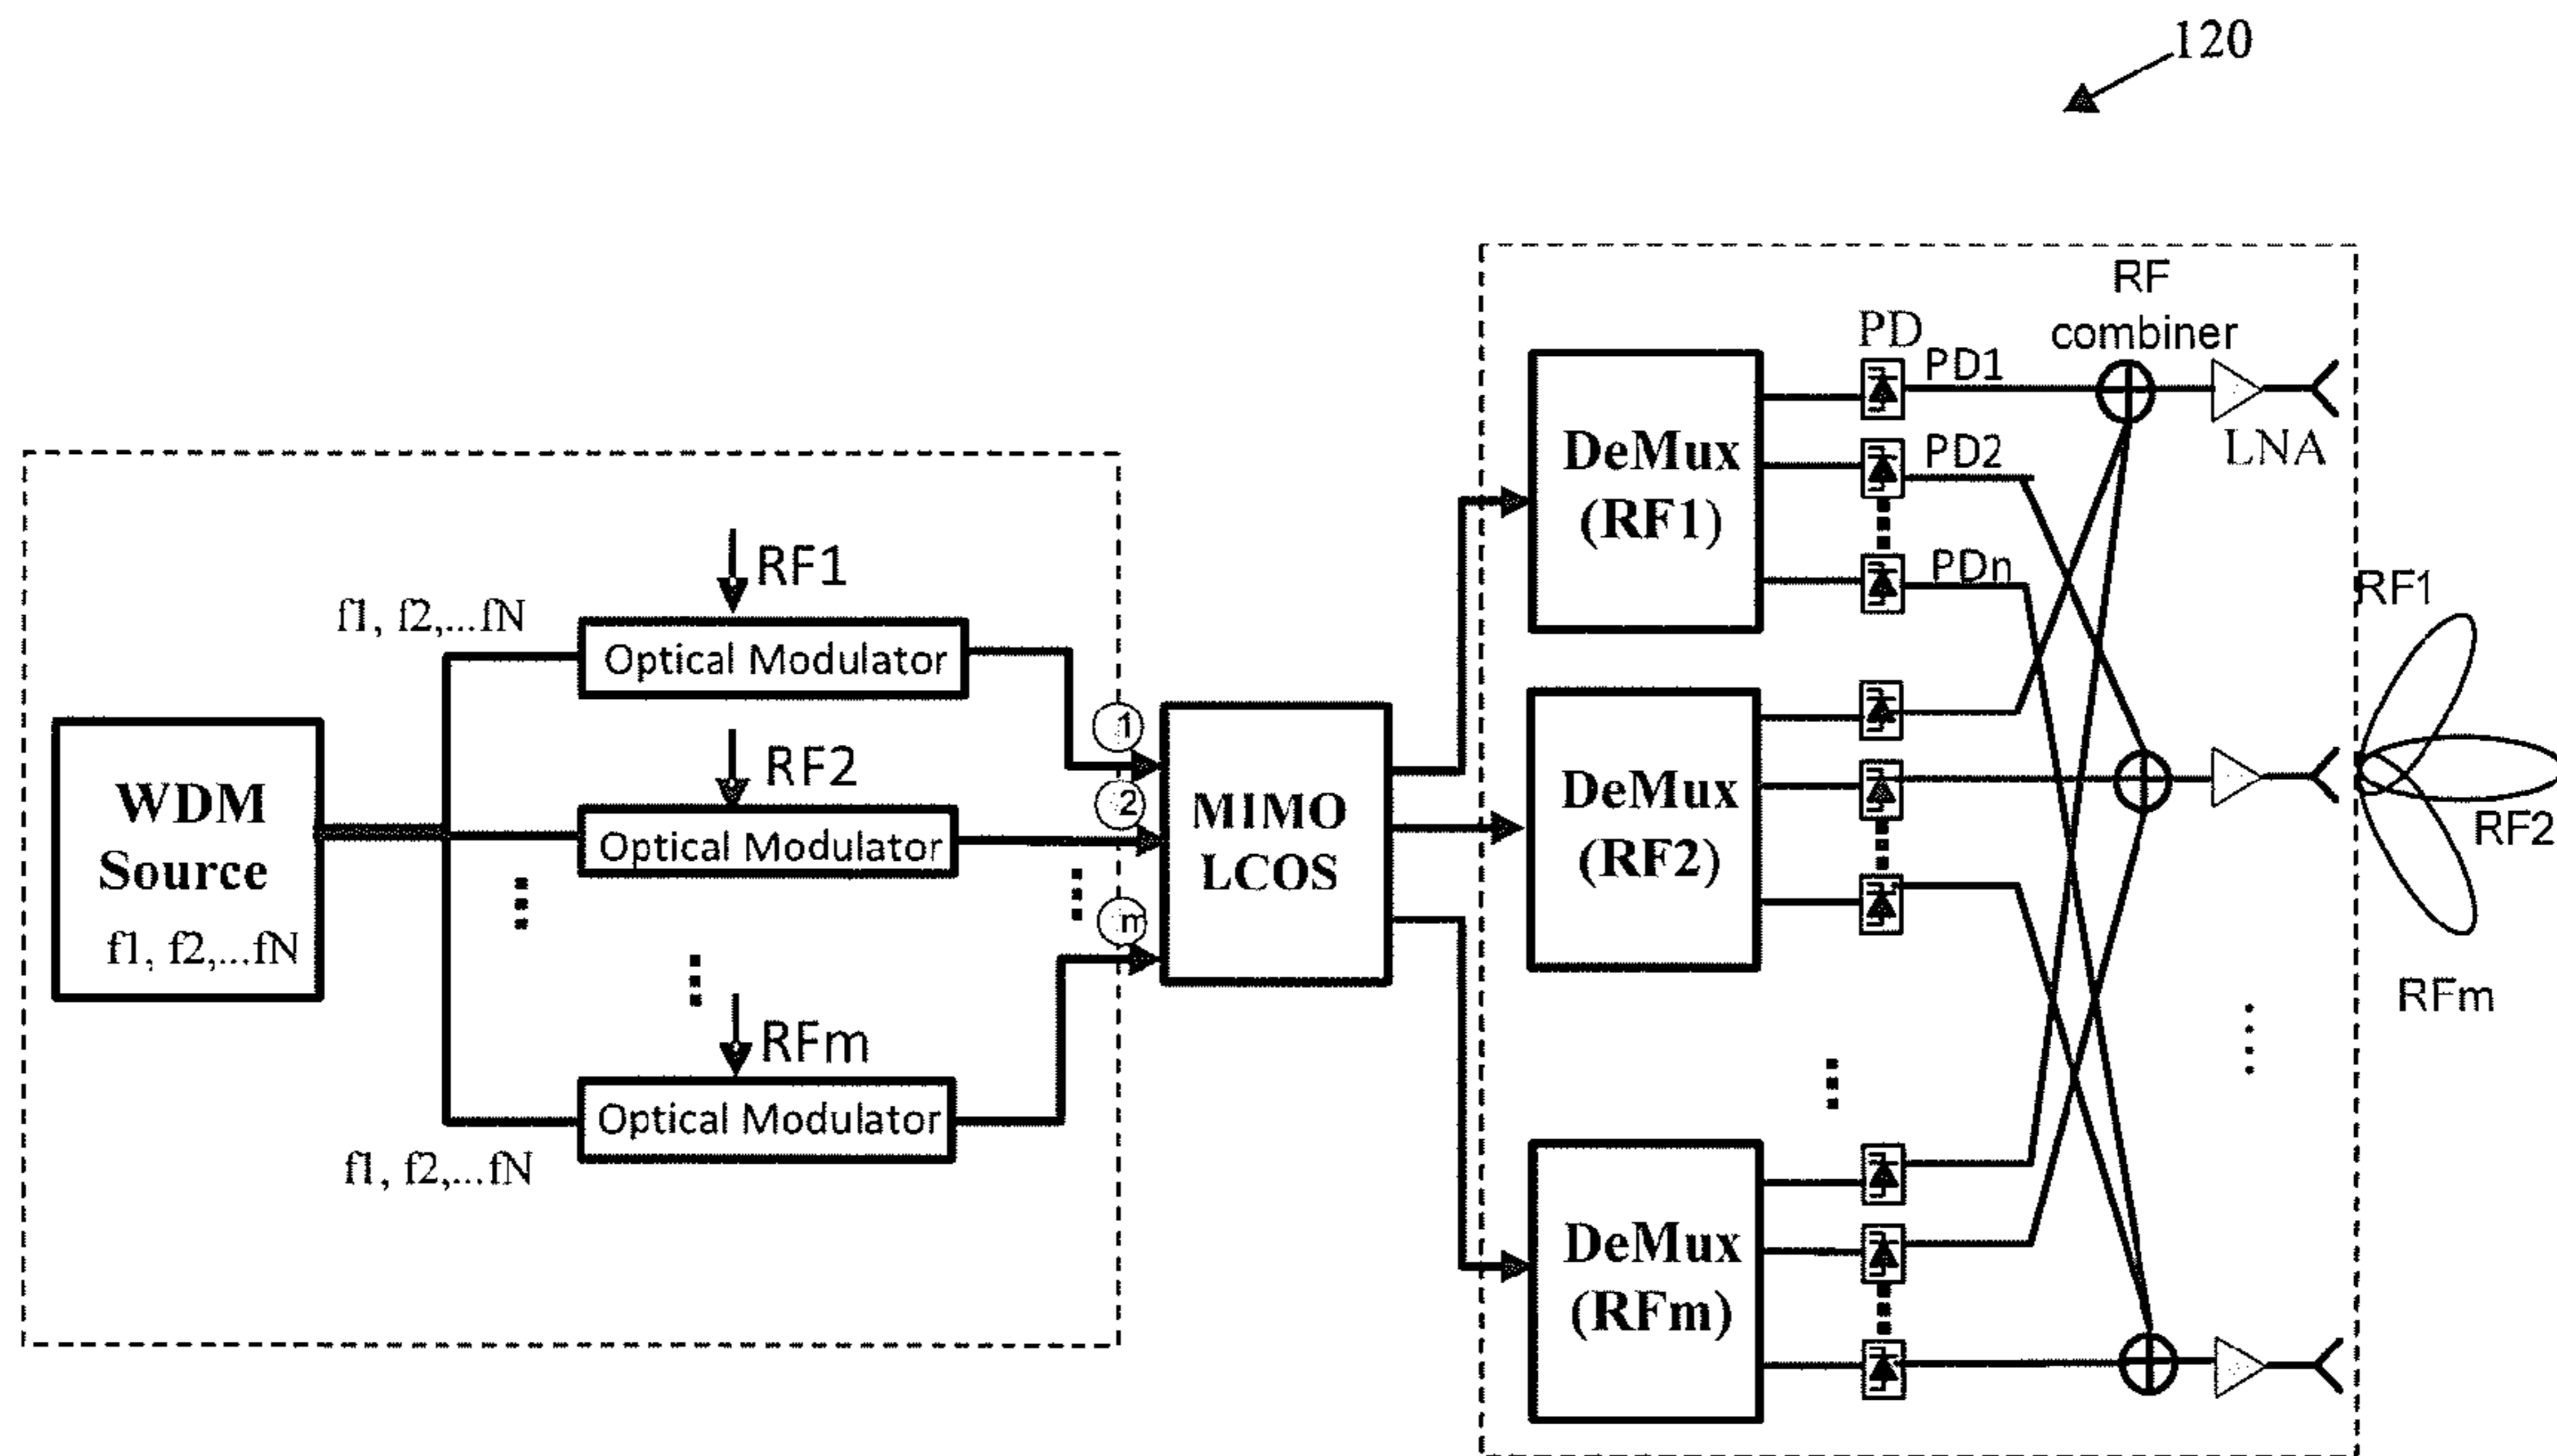 120
WDM
Source
f1, f2,...fN
f1, f2,...fN
RF1
Optical Modulator
RF2
Optical Modulator
RFm
Optical Modulator
f1, f2,...fN
1
2
m
MIMO
LCOS
DeMux
(RF1)
DeMux
(RF2)
DeMux
(RFm)
PD
PD1
PD2
PDn
RF
combiner
LNA
RF1
RF2
RFm